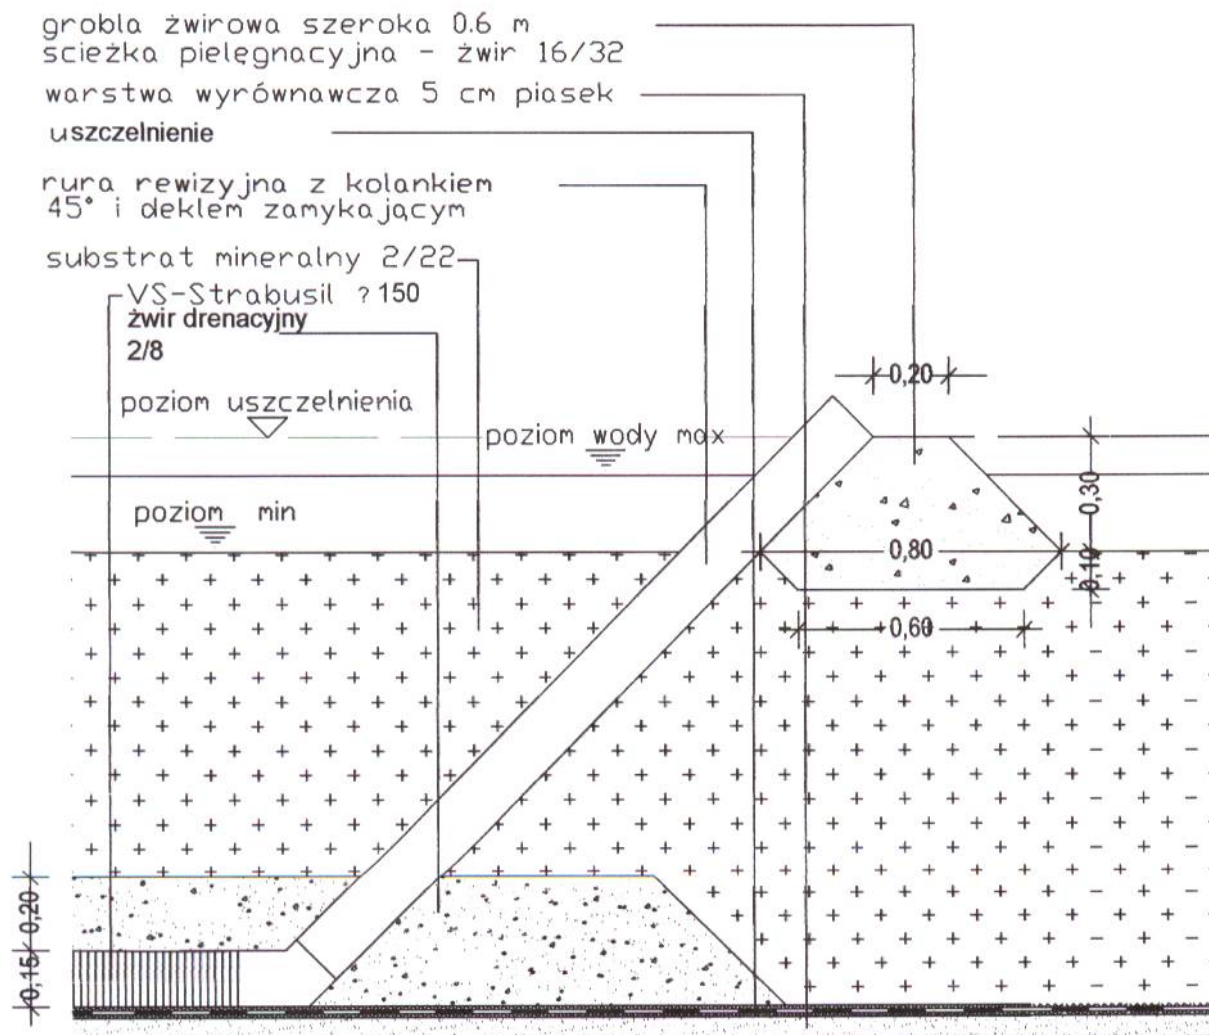 grobla żwirowa szeroka 0.6 m
scieżka pielęgnacyjna - żwir 16/32
warstwa wyrównawcza 5 cm piasek
uszczelnienie
rura rewizyjna z kolankiem
45° i deklem zamykającym
substrat mineralny 2/22
VS-Strabusil ? 150
żwir drenacyjny
2/8
poziom uszczelnienia
poziom wody max
poziom min
0,20
0,30
0,80
0,10
0,60
0,20
0,15